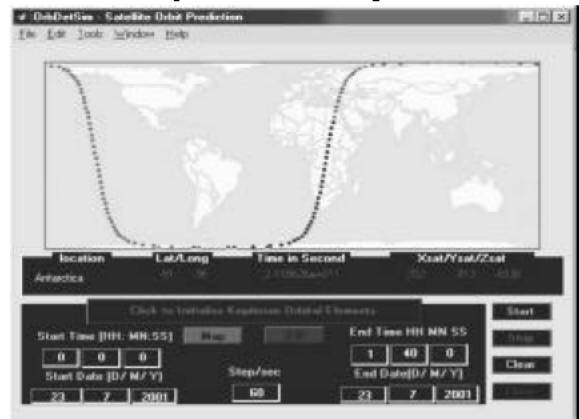 OrbDetSim - Satellite Orbit Prediction
File Edit Tools Window Help
location Lat/Long Time in Second Xsat/Ysat/Zsat
Antarctica
Click to Initialize Keplerian Orbital Elements
Start
Start Time [HH: MN:SS] Map End Time HH MN SS
Stop
0 0 0 1 40 0
Start Date [D/ M/ Y] Step/sec End Date[D/ M/ Y]
Clear
23 7 2001 60 23 7 2001